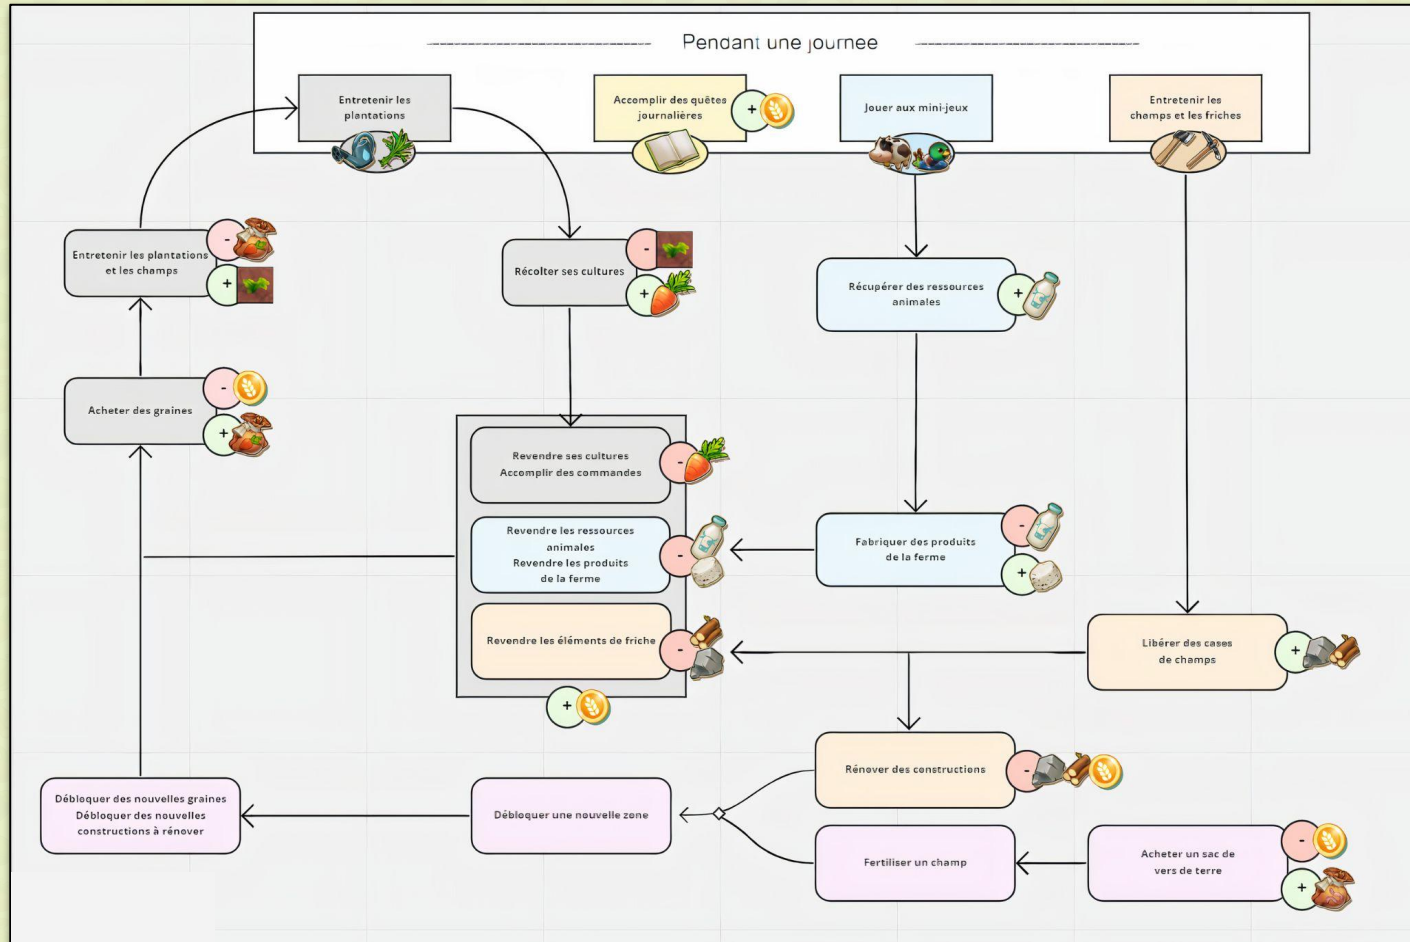 Pendant une journee
Entretenir les
plantations
Accomplir des quêtes
journalières
+
Jouer aux mini-jeux
Entretenir les
champs et les friches
Entretenir les plantations
et les champs
-
+
Récolter ses cultures
-
+
Récupérer des ressources
animales
+
Acheter des graines
-
+
Revendre ses cultures
Accomplir des commandes
-
Revendre les ressources
animales
Revendre les produits
de la ferme
-
Fabriquer des produits
de la ferme
-
+
Revendre les éléments de friche
-
+
Libérer des cases
de champs
+
Rénover des constructions
-
Débloquer des nouvelles graines
Débloquer des nouvelles
constructions à rénover
Débloquer une nouvelle zone
Fertiliser un champ
Acheter un sac de
vers de terre
-
+